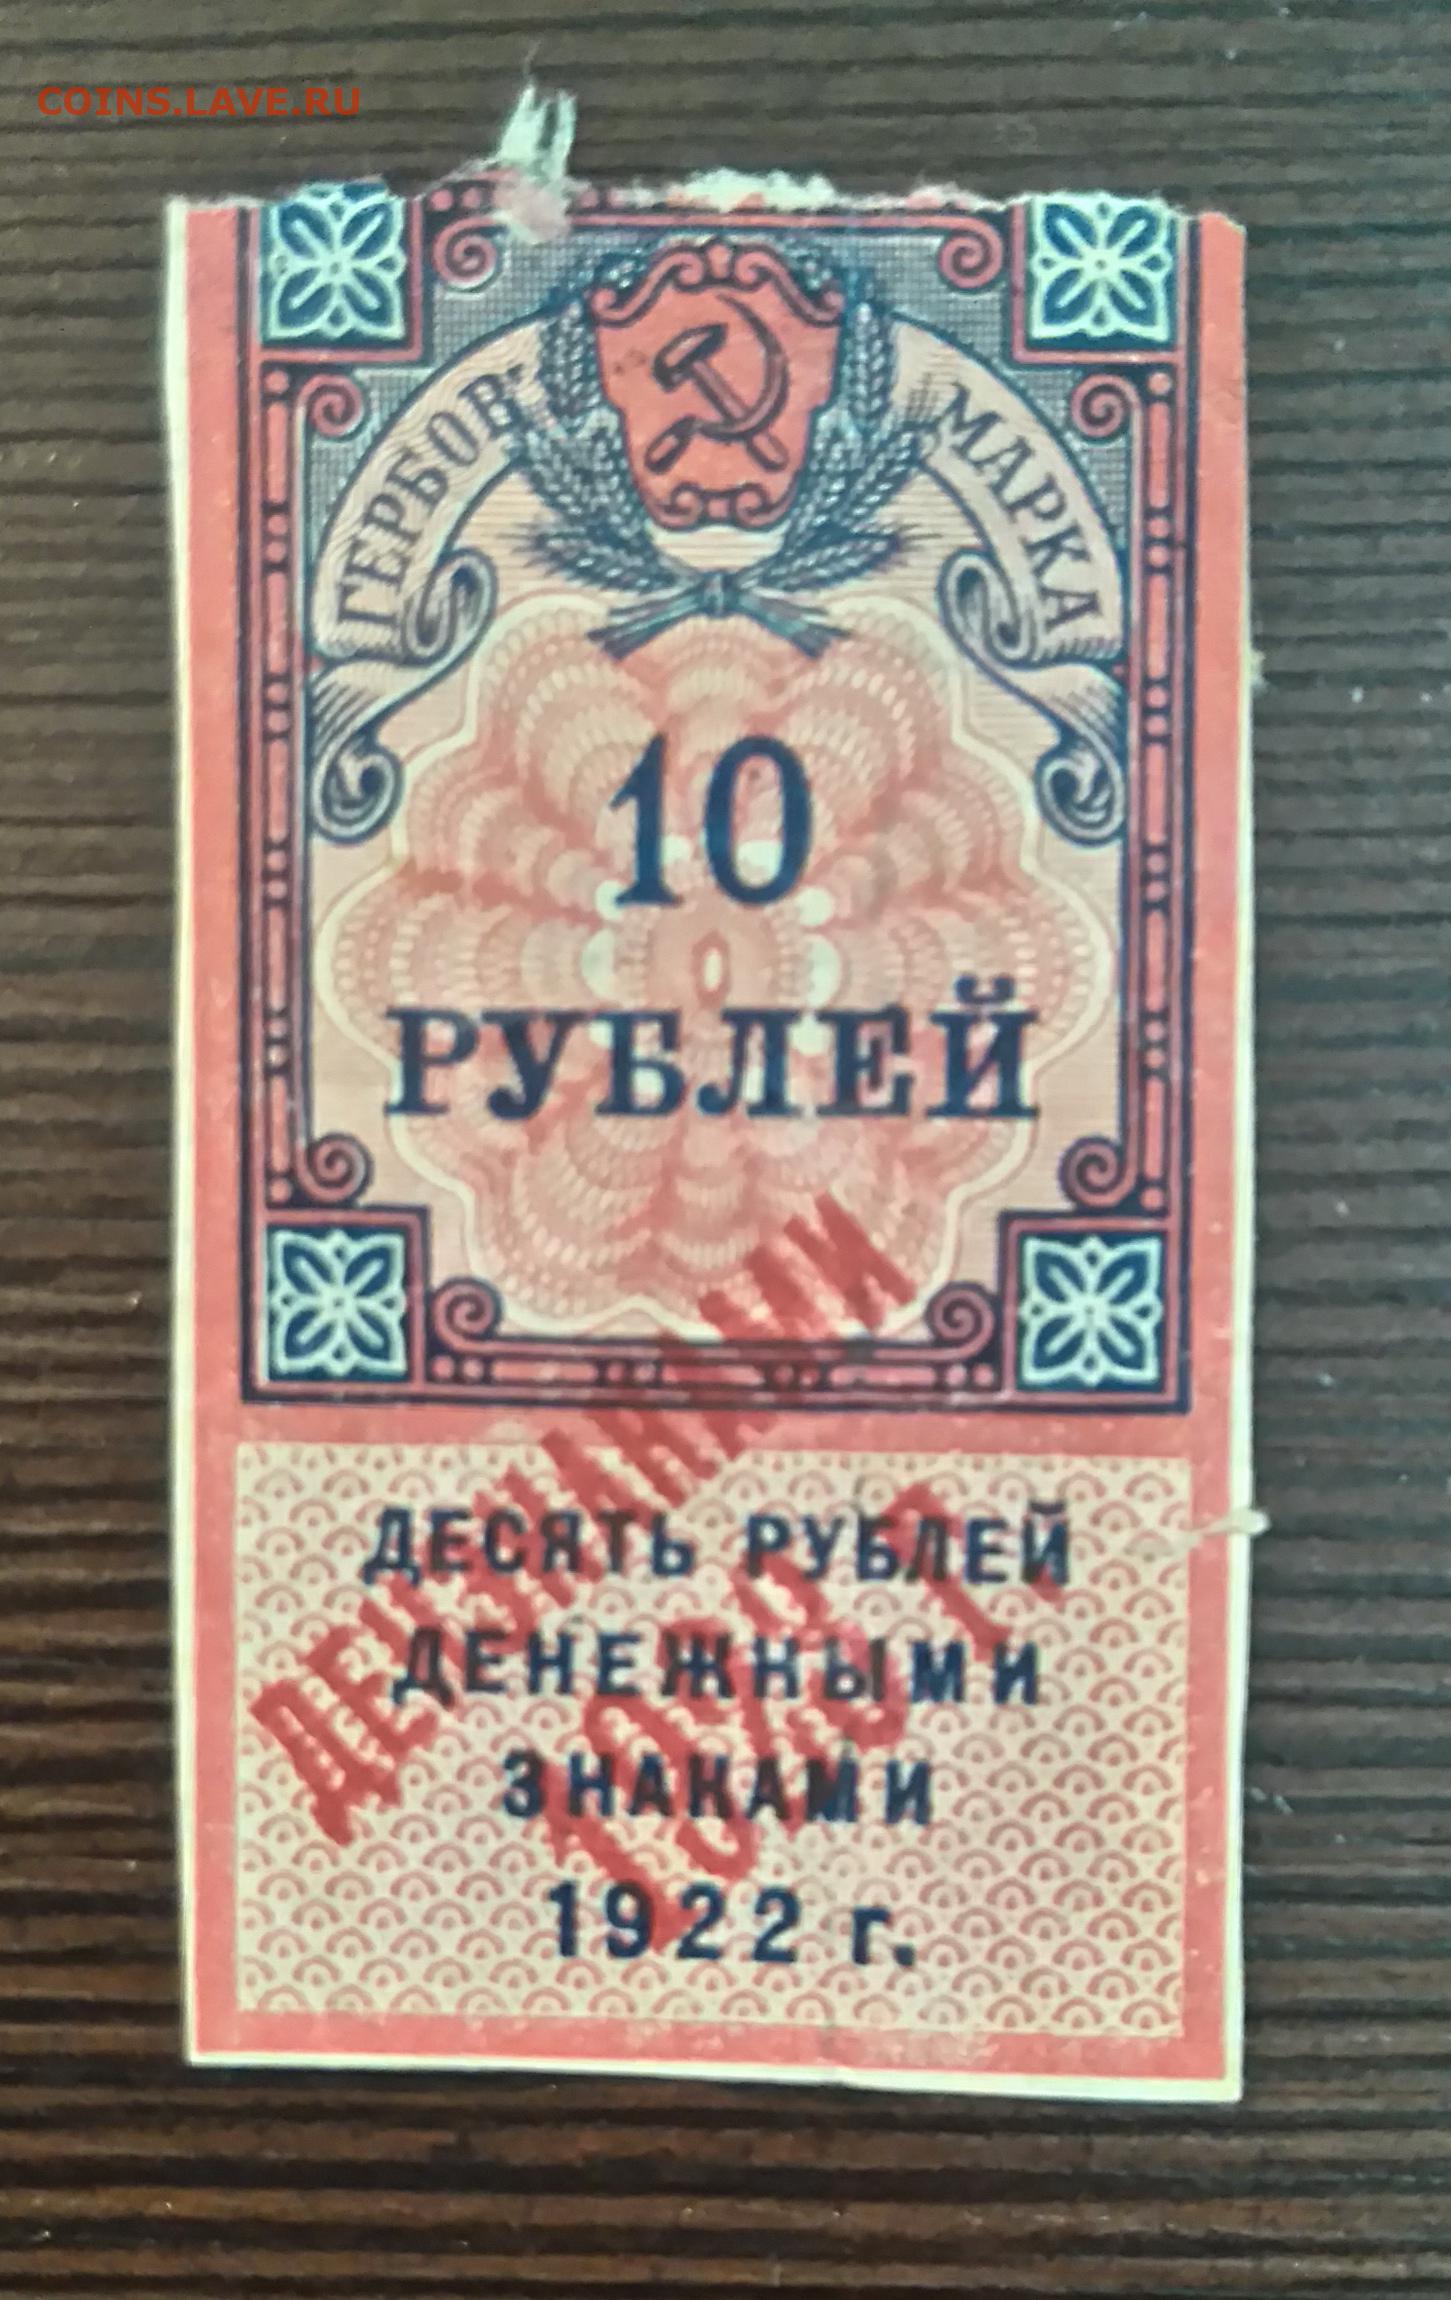 COINS.LAVE.RU
ГЕРБОВ. МАРКА
10
РУБЛЕЙ
ДЕСЯТЬ РУБЛЕЙ
ДЕНЕЖНЫМИ
ЗНАКАМИ
1922 г.
ДЕНЗНАКАМИ
1923 г.